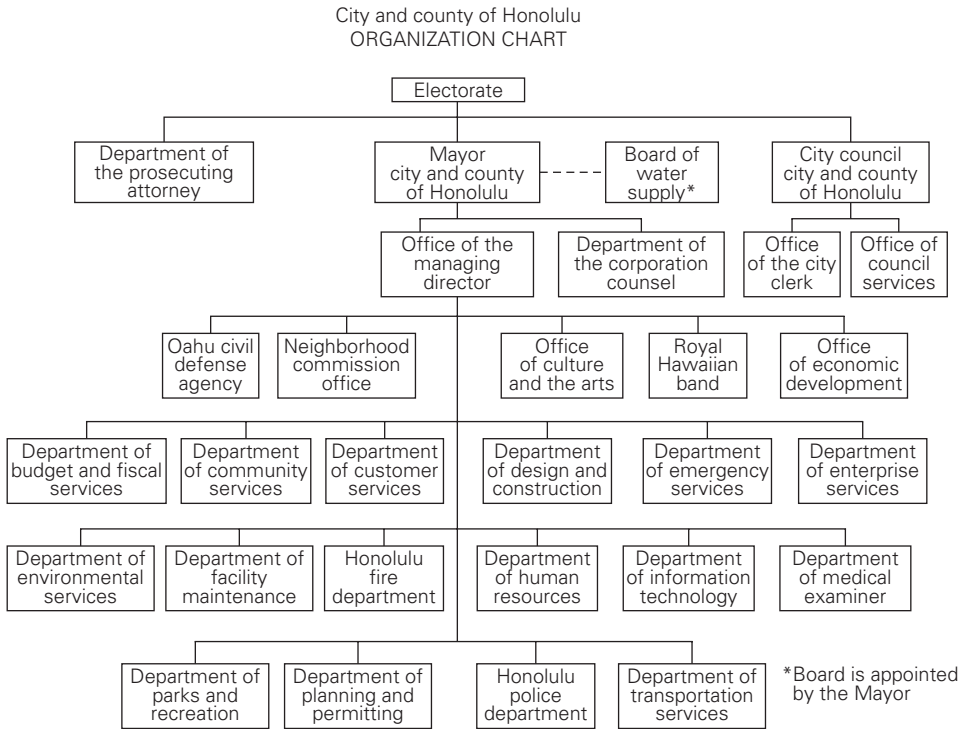 City and county of Honolulu
ORGANIZATION CHART
Electorate
Department of
the prosecuting
attorney
Mayor
city and county
of Honolulu
Board of
water
supply*
City council
city and county
of Honolulu
Office of the
managing
director
Department of
the corporation
counsel
Office
of the city
clerk
Office of
council
services
Oahu civil
defense
agency
Neighborhood
commission
office
Office
of culture
and the arts
Royal
Hawaiian
band
Office
of economic
development
Department of
budget and fiscal
services
Department
of community
services
Department
of customer
services
Department
of design and
construction
Department
of emergency
services
Department
of enterprise
services
Department of
environmental
services
Department of
facility
maintenance
Honolulu
fire
department
Department
of human
resources
Department
of information
technology
Department
of medical
examiner
Department of
parks and
recreation
Department of
planning and
permitting
Honolulu
police
department
Department of
transportation
services
*Board is appointed
by the Mayor